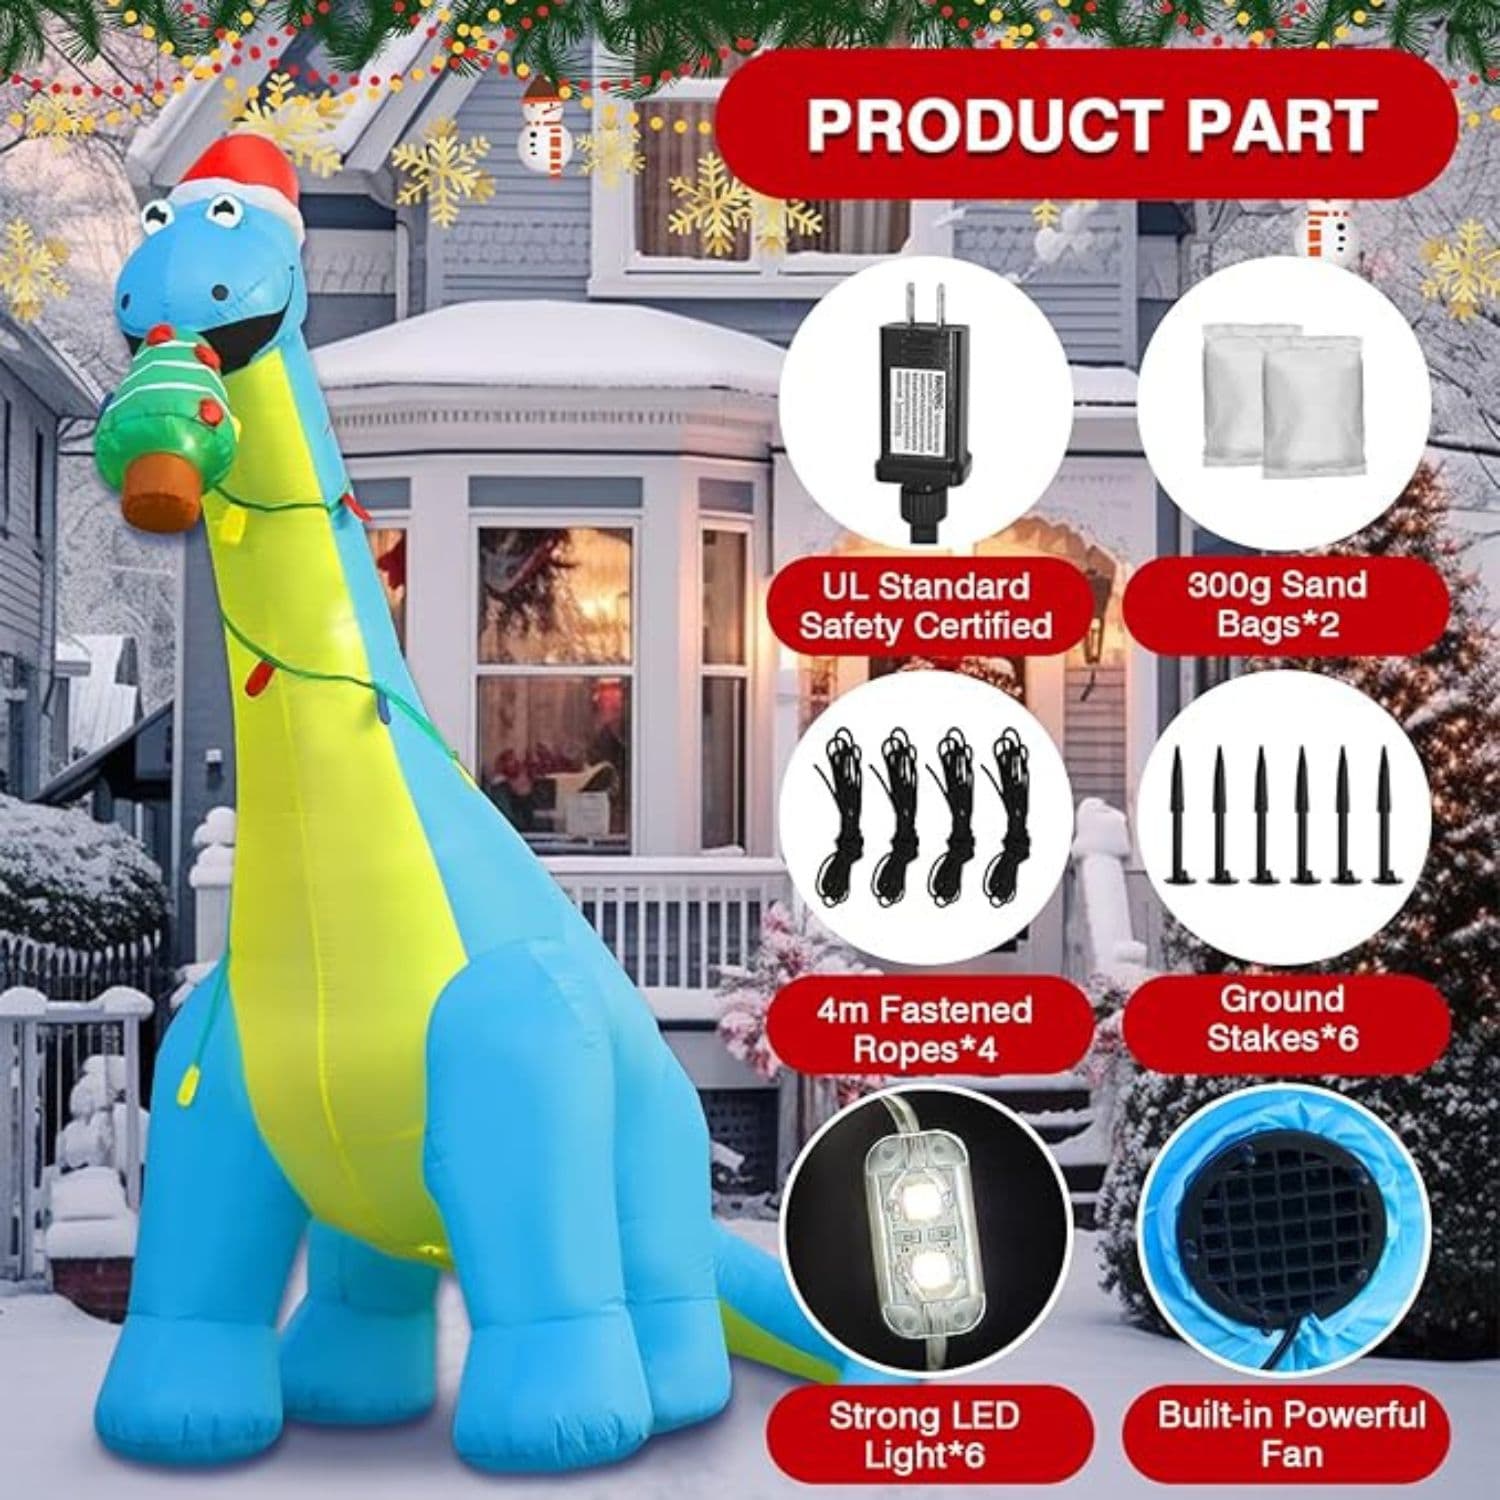 PRODUCT PART
UL Standard
Safety Certified
300g Sand
Bags*2
4m Fastened
Ropes*4
Ground
Stakes*6
Strong LED
Light*6
Built-in Powerful
Fan